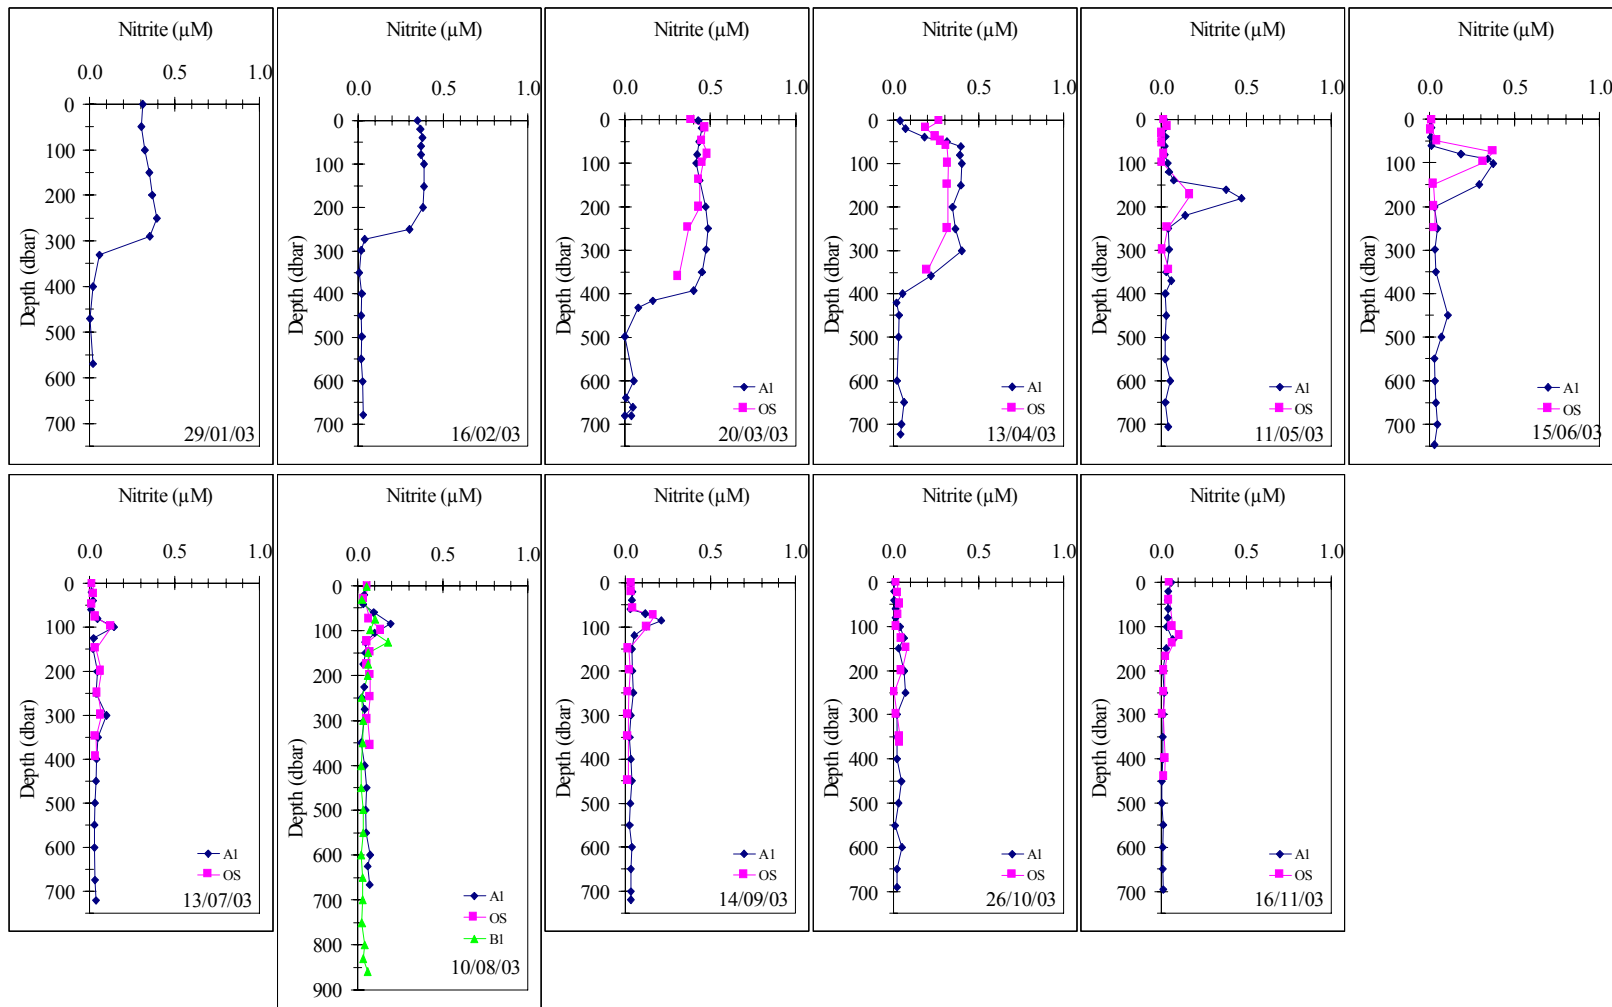 Nitrite (µM)
0.0 0.5 1.0
0
100
200
300
400
500
600
700
Depth (dbar)
29/01/03
Nitrite (µM)
0.0 0.5 1.0
0
100
200
300
400
500
600
700
Depth (dbar)
16/02/03
Nitrite (µM)
0.0 0.5 1.0
0
100
200
300
400
500
600
700
Depth (dbar)
A1
OS
20/03/03
Nitrite (µM)
0.0 0.5 1.0
0
100
200
300
400
500
600
700
Depth (dbar)
A1
OS
13/04/03
Nitrite (µM)
0.0 0.5 1.0
0
100
200
300
400
500
600
700
Depth (dbar)
A1
OS
11/05/03
Nitrite (µM)
0.0 0.5 1.0
0
100
200
300
400
500
600
700
Depth (dbar)
A1
OS
15/06/03
Nitrite (µM)
0.0 0.5 1.0
0
100
200
300
400
500
600
700
Depth (dbar)
A1
OS
13/07/03
Nitrite (µM)
0.0 0.5 1.0
0
100
200
300
400
500
600
700
800
900
Depth (dbar)
A1
OS
B1
10/08/03
Nitrite (µM)
0.0 0.5 1.0
0
100
200
300
400
500
600
700
Depth (dbar)
A1
OS
14/09/03
Nitrite (µM)
0.0 0.5 1.0
0
100
200
300
400
500
600
700
Depth (dbar)
A1
OS
26/10/03
Nitrite (µM)
0.0 0.5 1.0
0
100
200
300
400
500
600
700
Depth (dbar)
A1
OS
16/11/03